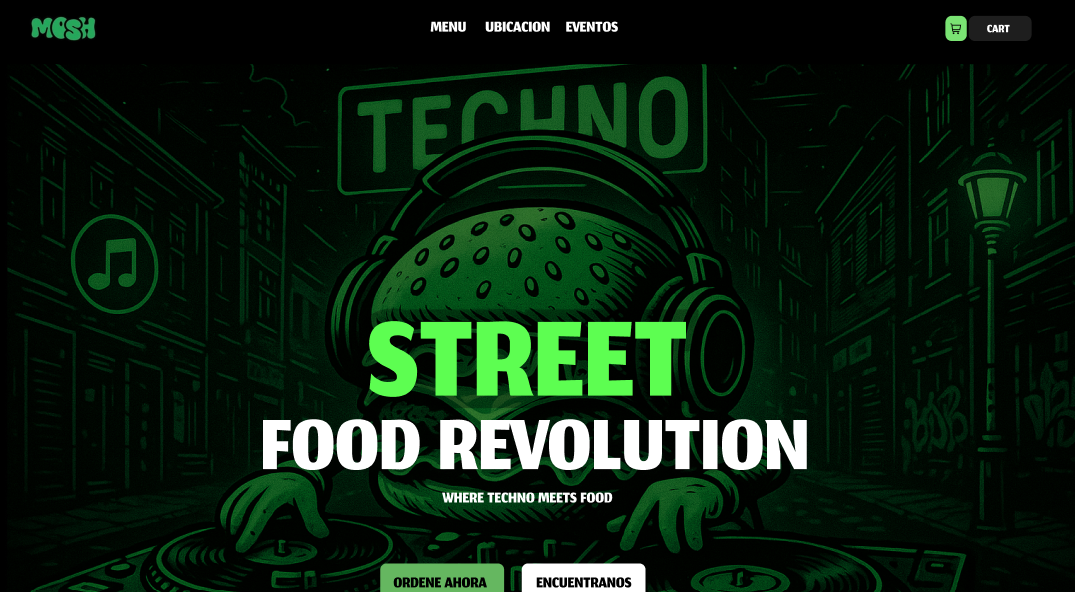 MOSH
MENU UBICACION EVENTOS
CART
TECHNO
STREET
FOOD REVOLUTION
WHERE TECHNO MEETS FOOD
ORDENE AHORA
ENCUENTRANOS